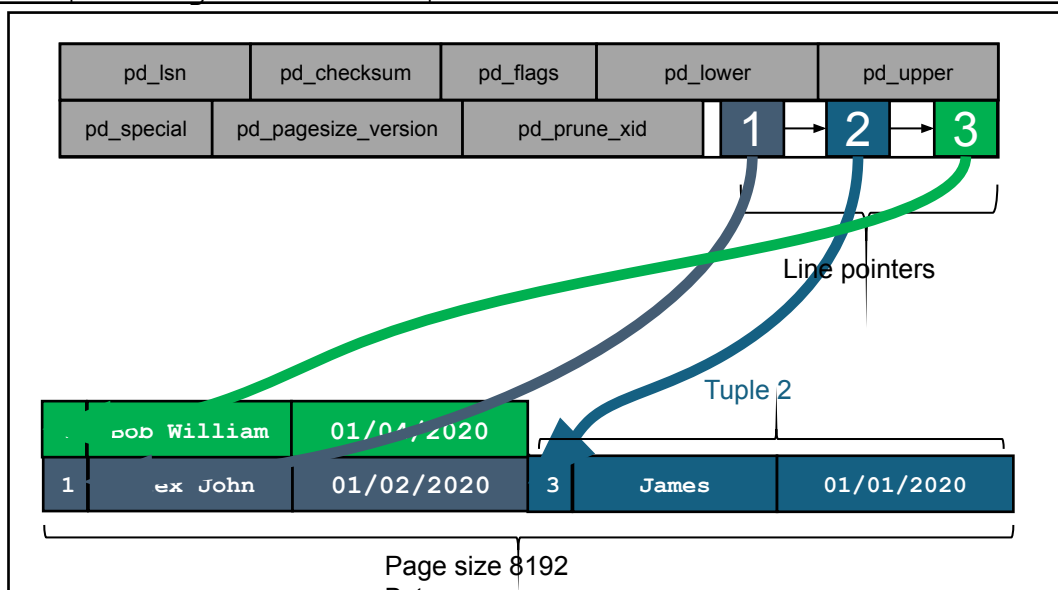 pd_lsn pd_checksum pd_flags pd_lower pd_upper
pd_special pd_pagesize_version pd_prune_xid 1 2 3
Line pointers
Tuple 2
William 01/04/2020
1 ex John 01/02/2020 3 James 01/01/2020
Page size 8192